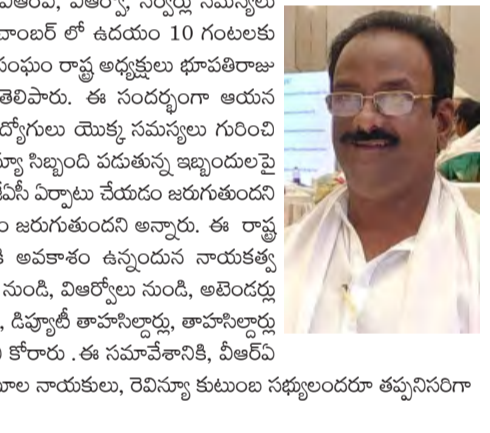 వీఆర్ఏ, వీఆర్వో, సర్వేర్లు సమస్యలు
చాంబర్ లో ఉదయం 10 గంటలకు
సంఘం రాష్ట్ర అధ్యక్షులు భూపతిరాజు
తెలిపారు. ఈ సందర్భంగా ఆయన
ద్యోగులు యొక్క సమస్యలు గురించి
్యూ సిబ్బంది పడుతున్న ఇబ్బందులపై
జేఏసీ ఏర్పాటు చేయడం జరుగుతుందని
ం జరుగుతుందని అన్నారు. ఈ రాష్ట్ర
కి అవకాశం ఉన్నందున నాయకత్వ
నుండి, విఆర్వోలు నుండి, అటెండర్లు
, డిప్యూటీ తాహసిల్దార్లు, తాహసిల్దార్లు
కోరారు .ఈ సమావేశానికి, వీఆర్ఏ
నాయకులు, రెవిన్యూ కుటుంబ సభ్యులందరూ తప్పనిసరిగా